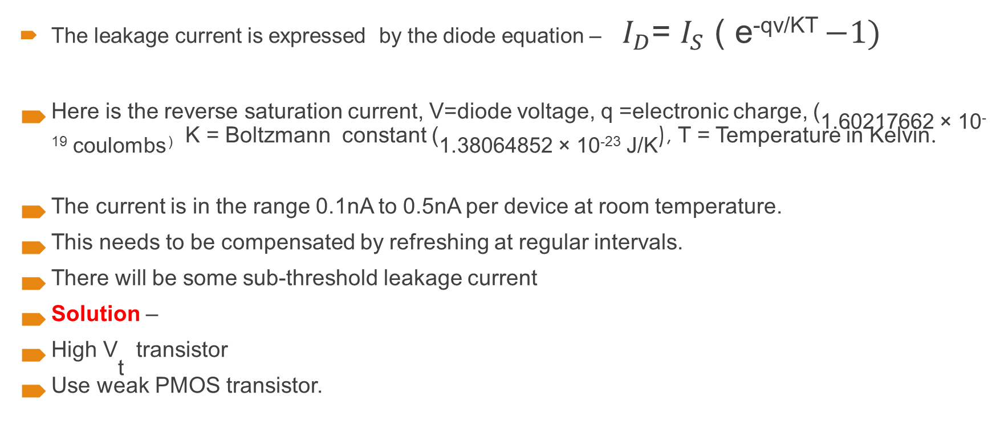 The leakage current is expressed by the diode equation – I_D = I_S ( e^-qv/KT −1)
Here is the reverse saturation current, V=diode voltage, q =electronic charge, (1.60217662 × 10^-
19 coulombs) K = Boltzmann constant (1.38064852 × 10^-23 J/K), T = Temperature in Kelvin.
The current is in the range 0.1nA to 0.5nA per device at room temperature.
This needs to be compensated by refreshing at regular intervals.
There will be some sub-threshold leakage current
Solution –
High V_t transistor
Use weak PMOS transistor.